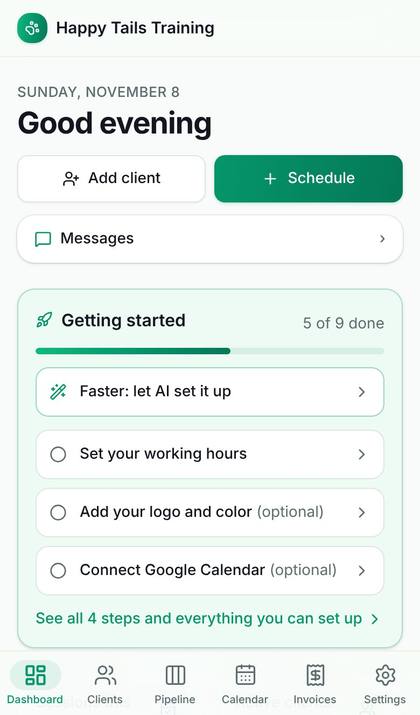 Happy Tails Training
SUNDAY, NOVEMBER 8
Good evening
Add client
Schedule
Messages
Getting started
5 of 9 done
Faster: let AI set it up
Set your working hours
Add your logo and color (optional)
Connect Google Calendar (optional)
See all 4 steps and everything you can set up
Dashboard
Clients
Pipeline
Calendar
Invoices
Settings